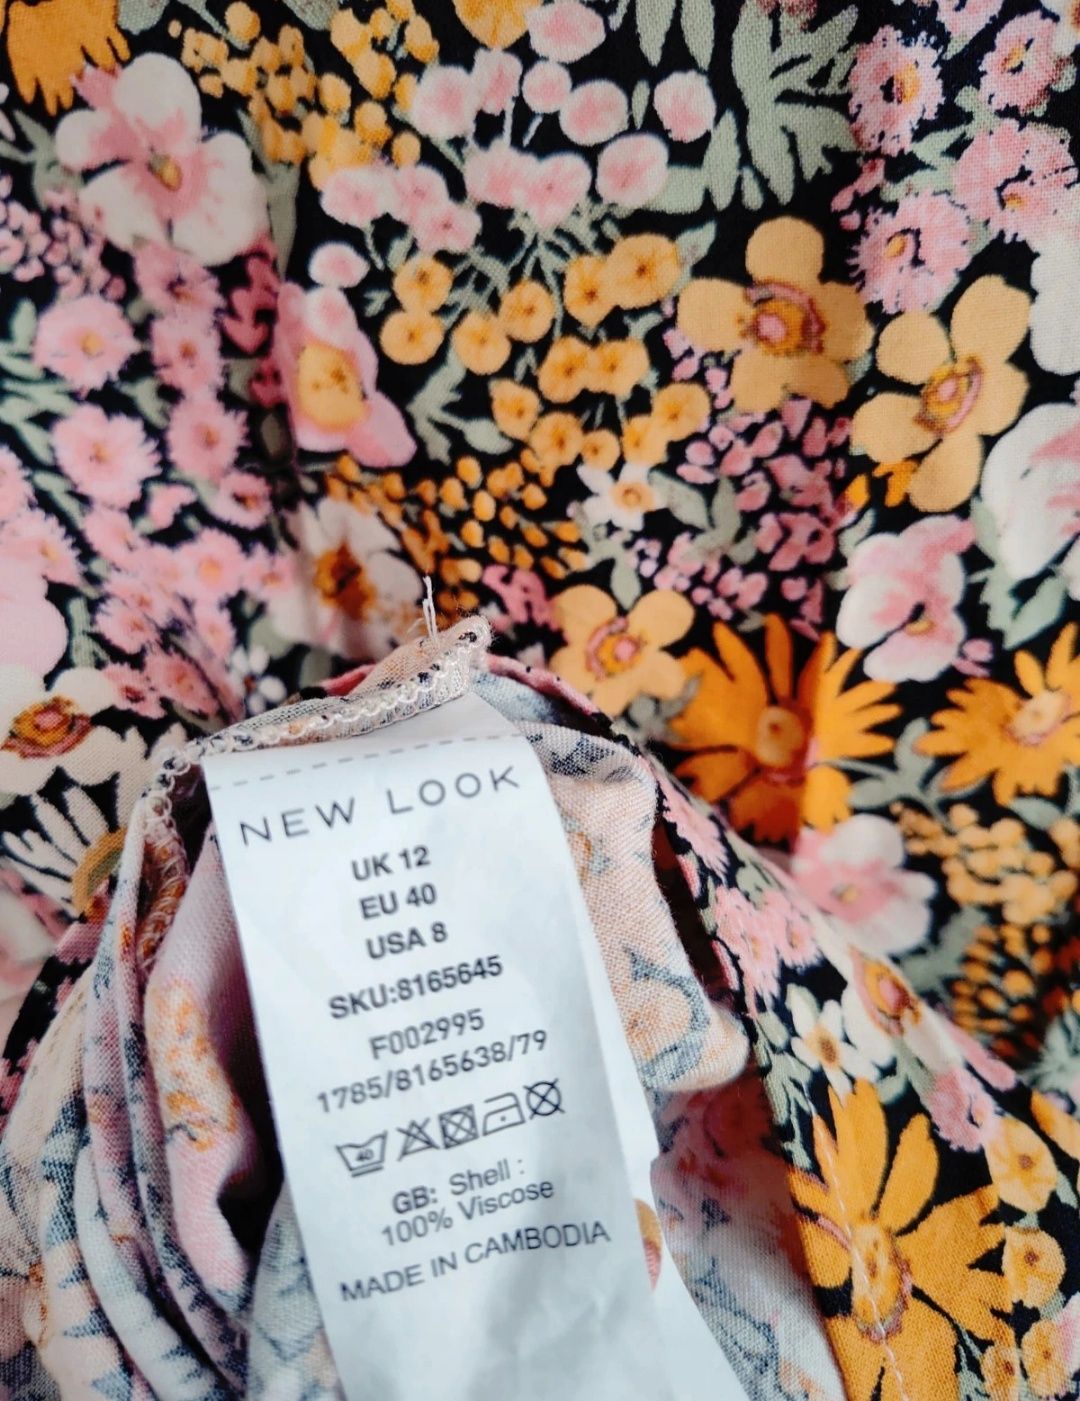 NEW LOOK
UK 12
EU 40
USA 8
SKU:8165645
F002995
1785/8165638/79
40
GB: Shell :
100% Viscose
MADE IN CAMBODIA